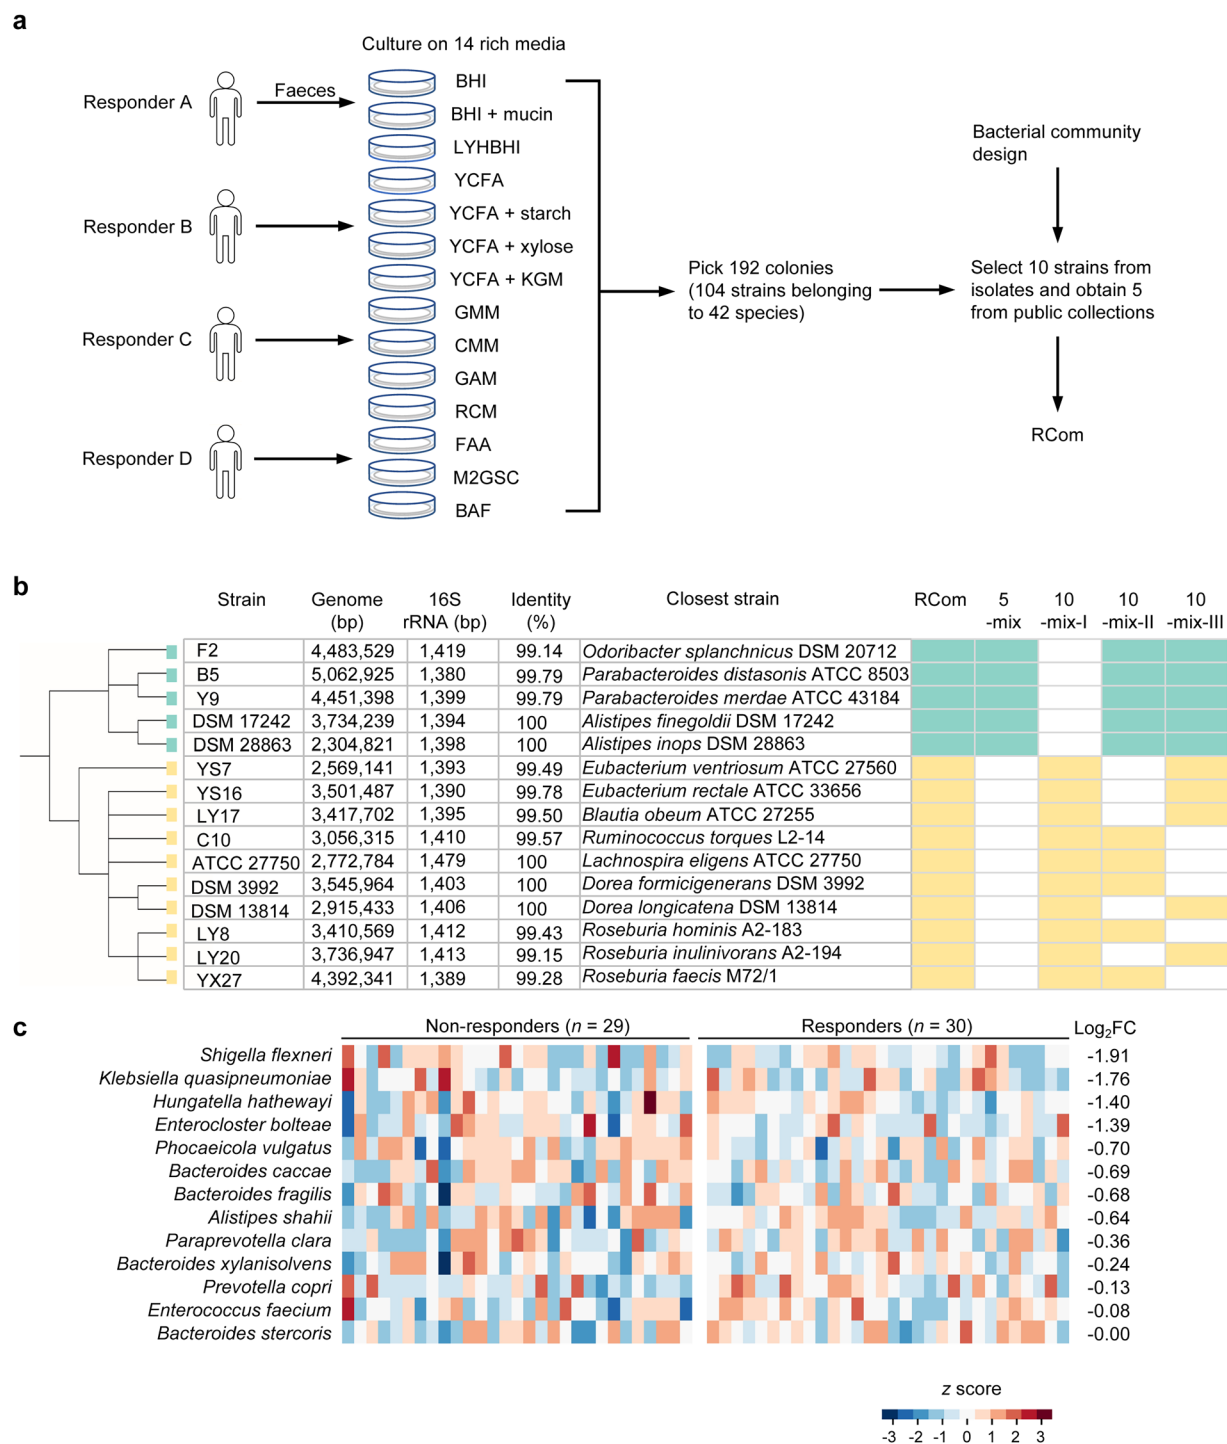 a
Culture on 14 rich media
Responder A
Faeces
Responder B
Responder C
Responder D
BHI
BHI + mucin
LYHBHI
YCFA
YCFA + starch
YCFA + xylose
YCFA + KGM
GMM
CMM
GAM
RCM
FAA
M2GSC
BAF
Pick 192 colonies
(104 strains belonging
to 42 species)
Bacterial community
design
Select 10 strains from
isolates and obtain 5
from public collections
RCom
b
Strain Genome (bp) 16S rRNA (bp) Identity (%) Closest strain RCom 5 -mix 10 -mix-I 10 -mix-II 10 -mix-III
F2 4,483,529 1,419 99.14 Odoribacter splanchnicus DSM 20712
B5 5,062,925 1,380 99.79 Parabacteroides distasonis ATCC 8503
Y9 4,451,398 1,399 99.79 Parabacteroides merdae ATCC 43184
DSM 17242 3,734,239 1,394 100 Alistipes finegoldii DSM 17242
DSM 28863 2,304,821 1,398 100 Alistipes inops DSM 28863
YS7 2,569,141 1,393 99.49 Eubacterium ventriosum ATCC 27560
YS16 3,501,487 1,390 99.78 Eubacterium rectale ATCC 33656
LY17 3,417,702 1,395 99.50 Blautia obeum ATCC 27255
C10 3,056,315 1,410 99.57 Ruminococcus torques L2-14
ATCC 27750 2,772,784 1,479 100 Lachnospira eligens ATCC 27750
DSM 3992 3,545,964 1,403 100 Dorea formicigenerans DSM 3992
DSM 13814 2,915,433 1,406 100 Dorea longicatena DSM 13814
LY8 3,410,569 1,412 99.43 Roseburia hominis A2-183
LY20 3,736,947 1,413 99.15 Roseburia inulinivorans A2-194
YX27 4,392,341 1,389 99.28 Roseburia faecis M72/1
c
Non-responders (n = 29) Responders (n = 30) Log₂FC
Shigella flexneri -1.91
Klebsiella quasipneumoniae -1.76
Hungatella hathewayi -1.40
Enterocloster bolteae -1.39
Phocaeicola vulgatus -0.70
Bacteroides caccae -0.69
Bacteroides fragilis -0.68
Alistipes shahii -0.64
Paraprevotella clara -0.36
Bacteroides xylanisolvens -0.24
Prevotella copri -0.13
Enterococcus faecium -0.08
Bacteroides stercoris -0.00
z score
-3 -2 -1 0 1 2 3